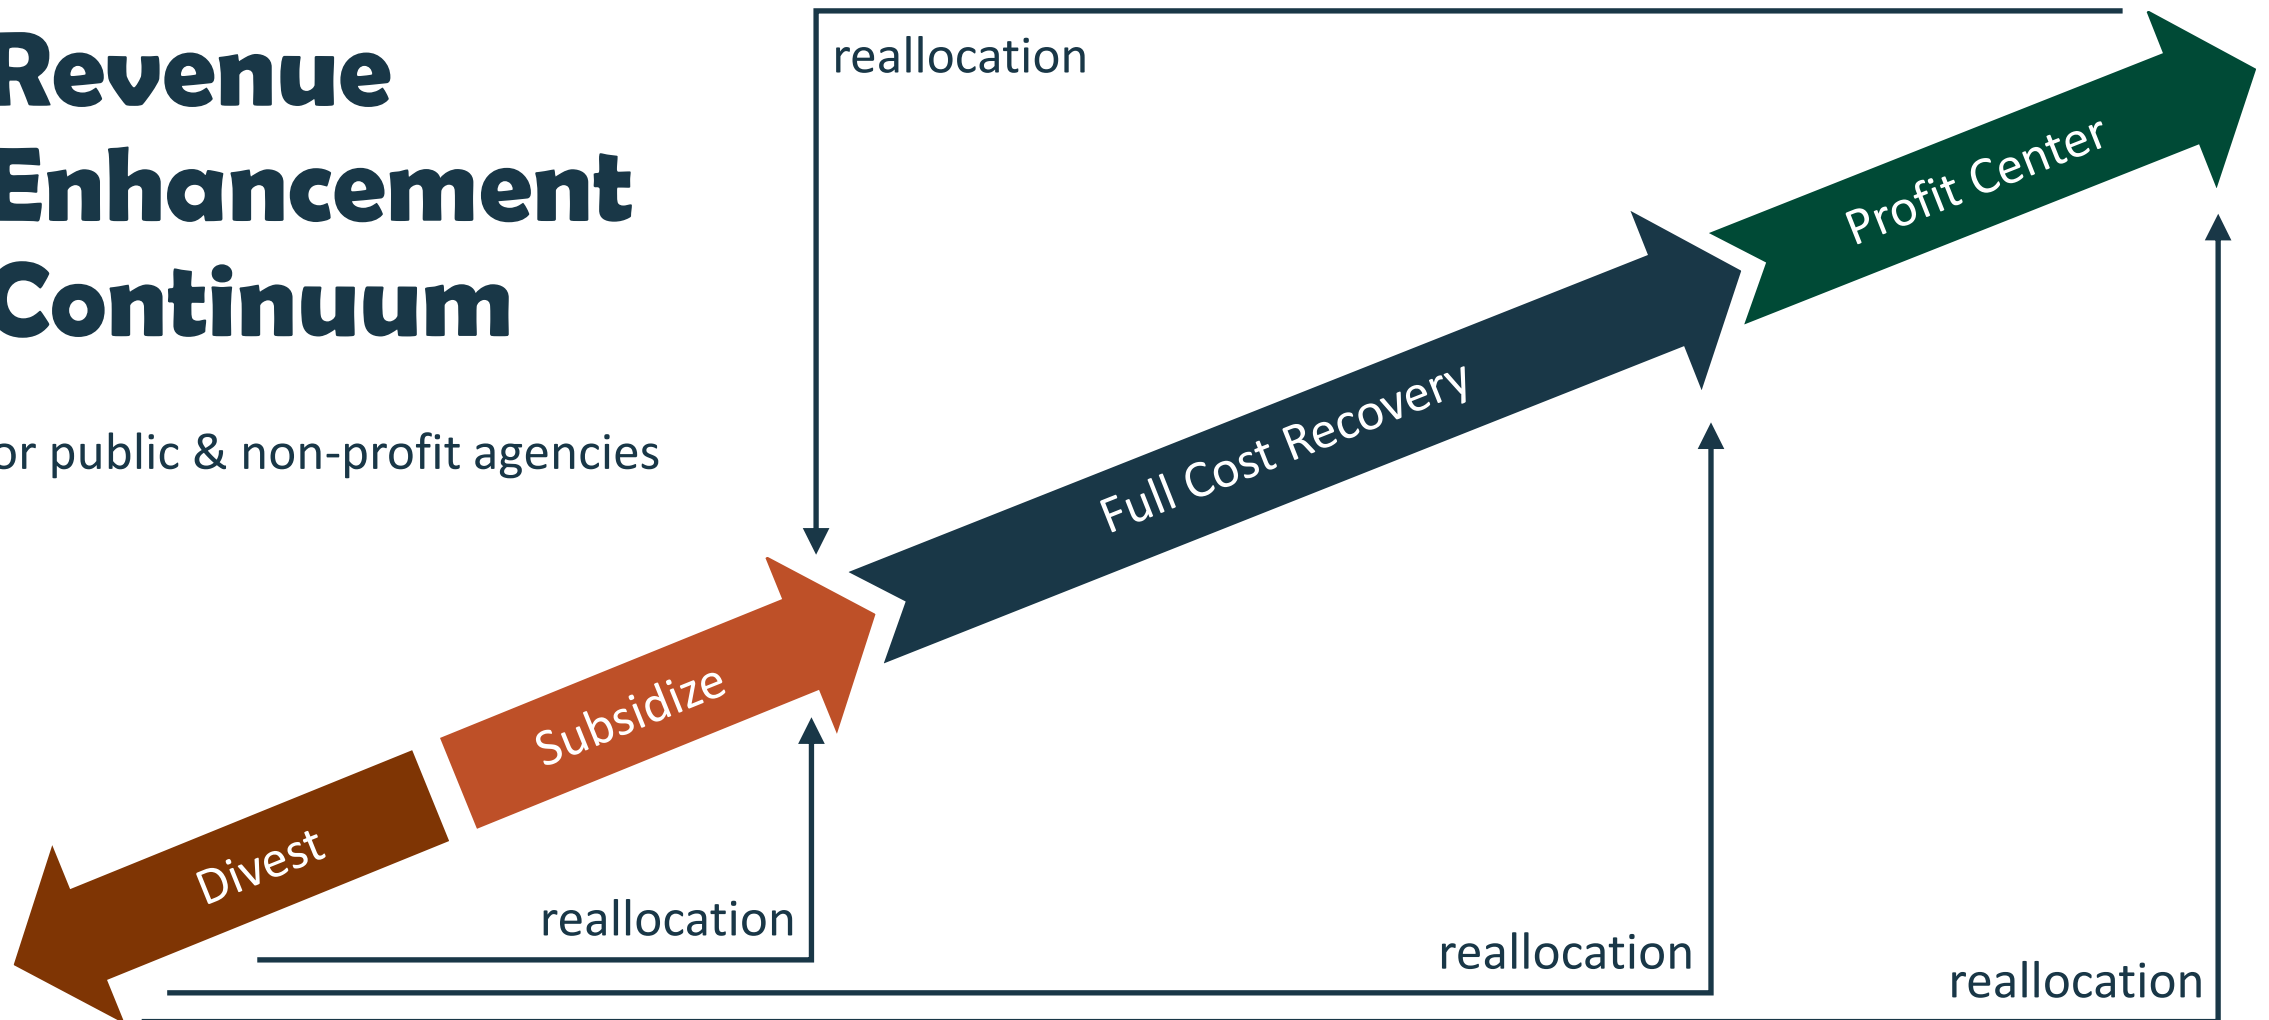 Revenue
Enhancement
Continuum
or public & non-profit agencies
reallocation
Profit Center
Full Cost Recovery
Subsidize
Divest
reallocation
reallocation
reallocation